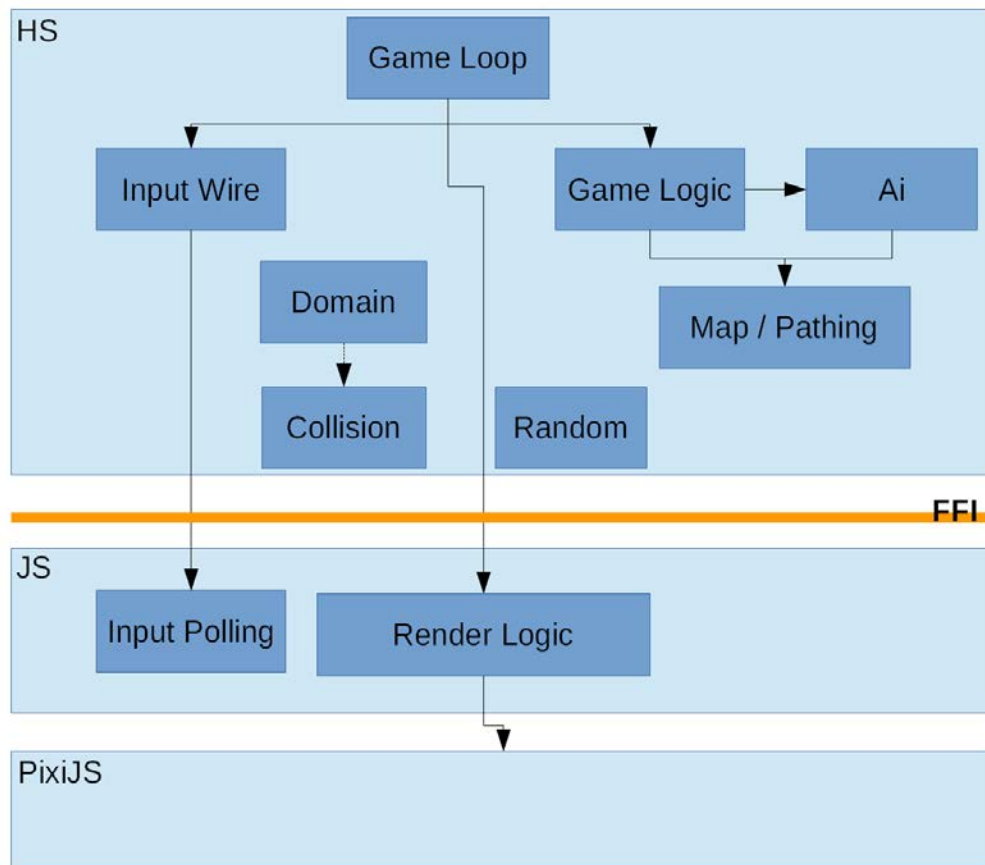 HS
Game Loop
Input Wire
Game Logic
Ai
Domain
Map / Pathing
Collision
Random
FFI
JS
Input Polling
Render Logic
PixiJS